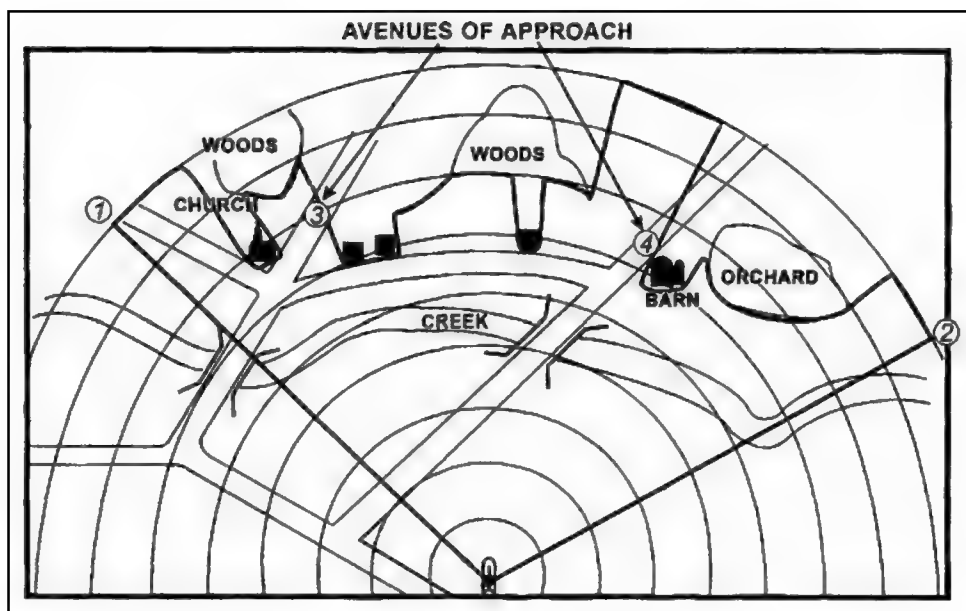 AVENUES OF APPROACH
WOODS
WOODS
CHURCH
1
3
4
ORCHARD
BARN
CREEK
2